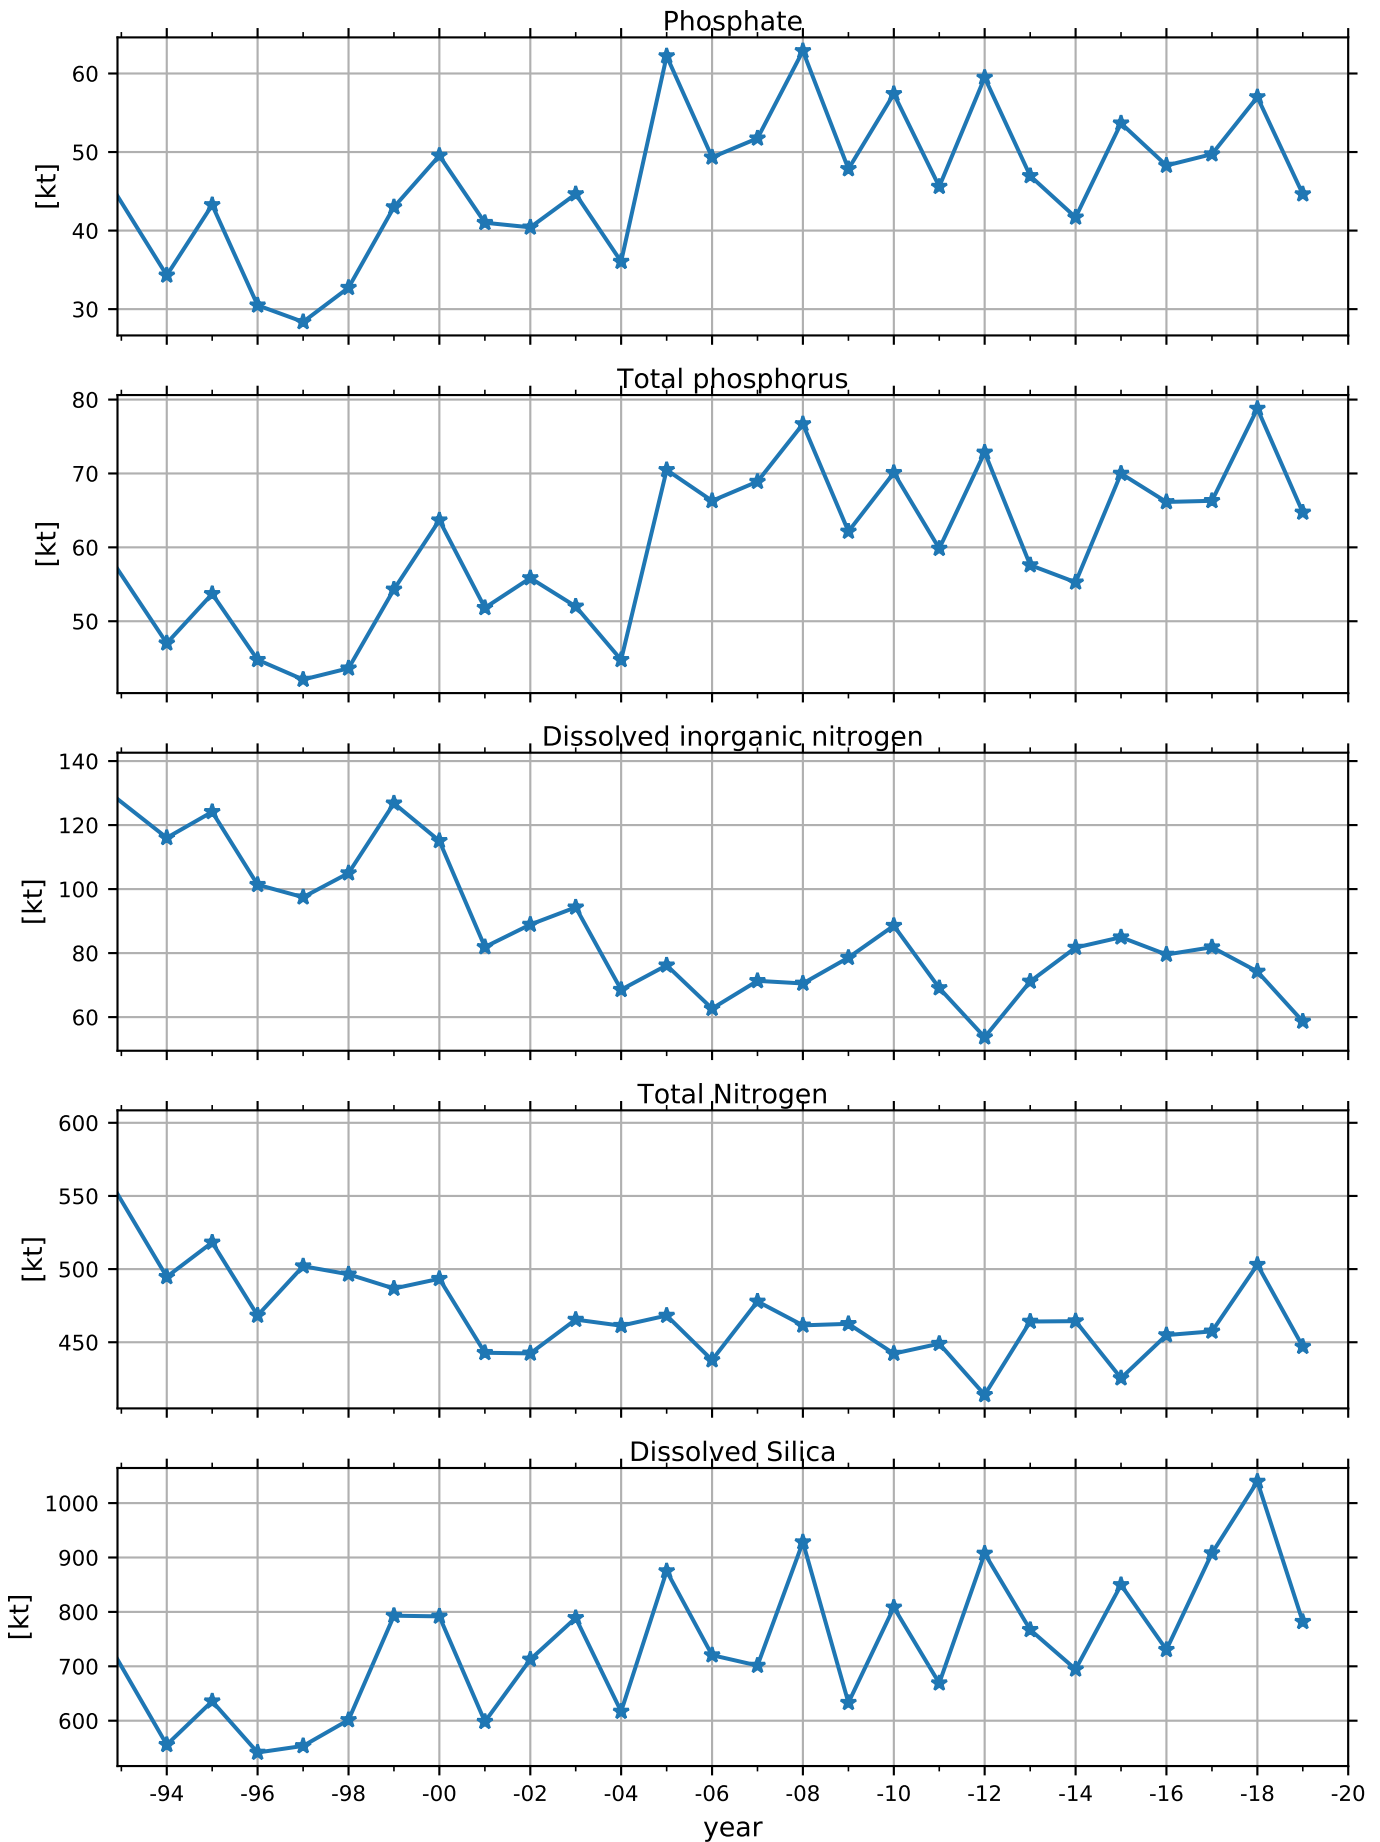 Phosphate
60
50
40
30
[kt]
Total phosphorus
80
70
60
50
[kt]
Dissolved inorganic nitrogen
140
120
100
80
60
[kt]
Total Nitrogen
600
550
500
450
[kt]
Dissolved Silica
1000
900
800
700
600
[kt]
-94 -96 -98 -00 -02 -04 -06 -08 -10 -12 -14 -16 -18 -20
year